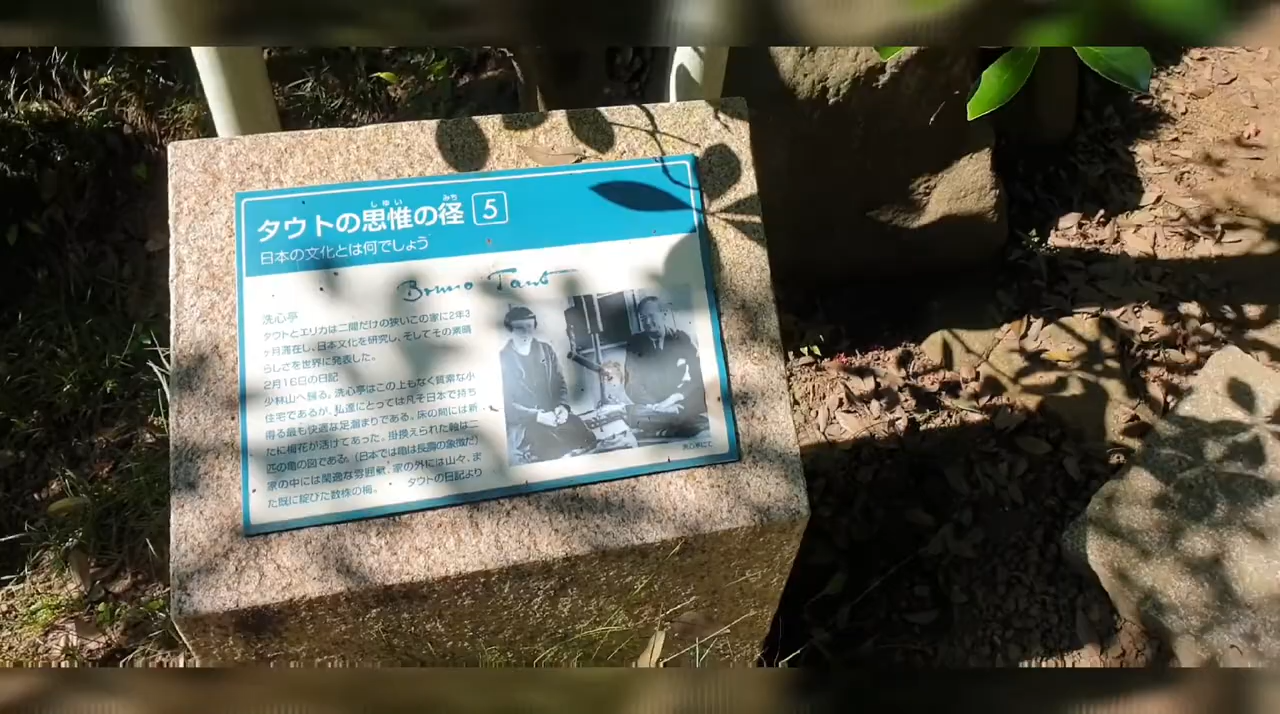 タウトの思惟の径 5
しゆい みち
日本の文化とは何でしょう
Bruno Taut
洗心亭
タウトとエリカは二間だけの狭いこの家に2年3
ヶ月滞在し、日本文化を研究し、そしてその素晴
らしさを世界に発表した。
2月16日の日記
少林山へ帰る。洗心亭はこの上もなく質素な小
住宅であるが、私達にとっては凡そ日本で持ち
得る最も快適な足溜まりである。床の間には新
たに梅花が活けてあった。掛換えられた軸は二
匹の亀の図である。(日本では亀は長壽の象徴だ)
家の中には閑適な雰囲氣、家の外には山々、ま
た既に綻びた数株の梅。 タウトの日記より
洗心亭にて